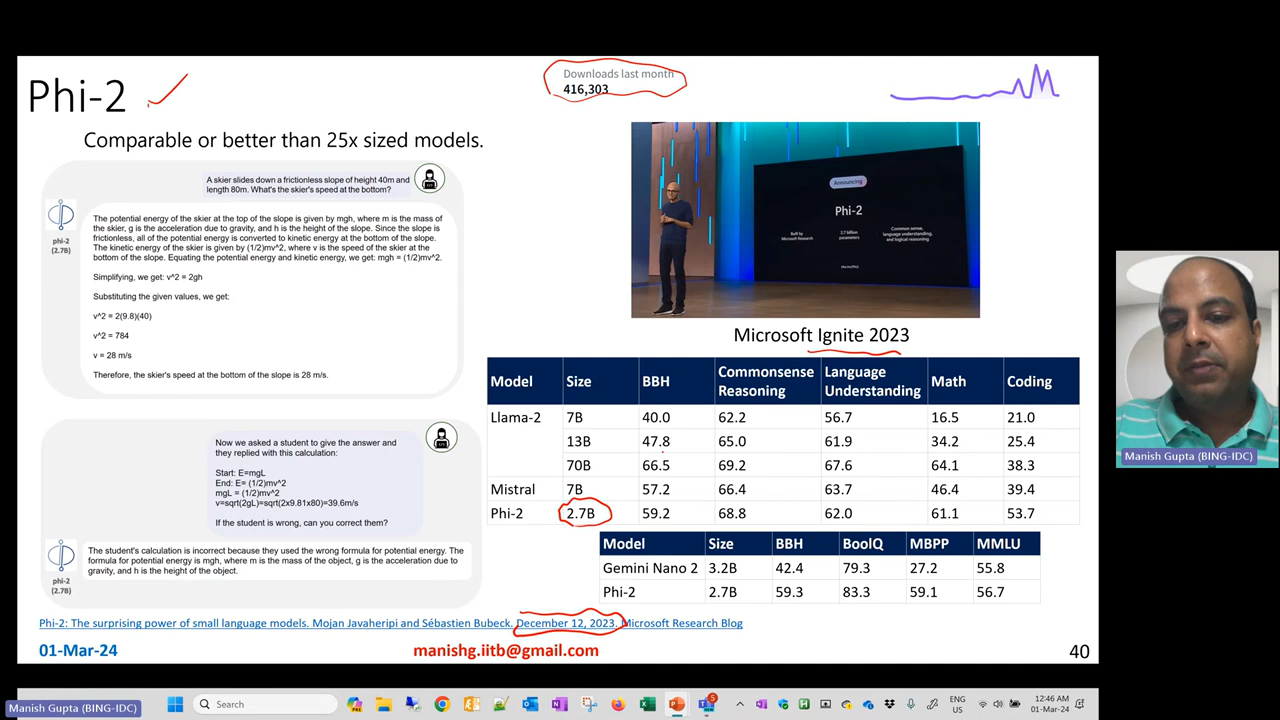 Phi-2
Downloads last month
416,303
Comparable or better than 25x sized models.
A skier slides down a frictionless slope of height 40m and
length 80m. What's the skier's speed at the bottom?
phi-2
(2.7B)
The potential energy of the skier at the top of the slope is given by mgh, where m is the mass of
the skier, g is the acceleration due to gravity, and h is the height of the slope. Since the slope is
frictionless, all of the potential energy is converted to kinetic energy at the bottom of the slope.
The kinetic energy of the skier is given by (1/2)mv^2, where v is the speed of the skier at the
bottom of the slope. Equating the potential energy and kinetic energy, we get: mgh = (1/2)mv^2.
Simplifying, we get: v^2 = 2gh
Substituting the given values, we get:
v^2 = 2(9.8)(40)
v^2 = 784
v = 28 m/s
Therefore, the skier's speed at the bottom of the slope is 28 m/s.
Now we asked a student to give the answer and
they replied with this calculation:
Start: E=mgL
End: E= (1/2)mv^2
mgL = (1/2)mv^2
v=sqrt(2gL)=sqrt(2x9.81x80)=39.6m/s
If the student is wrong, can you correct them?
phi-2
(2.7B)
The student's calculation is incorrect because they used the wrong formula for potential energy. The
formula for potential energy is mgh, where m is the mass of the object, g is the acceleration due to
gravity, and h is the height of the object.
Announcing
Phi-2
Built by
Microsoft Research
2.7 billion
parameters
Common sense,
language understanding,
and logical reasoning
Microsoft Ignite 2023
Model Size BBH Commonsense Reasoning Language Understanding Math Coding
Llama-2 7B 40.0 62.2 56.7 16.5 21.0
13B 47.8 65.0 61.9 34.2 25.4
70B 66.5 69.2 67.6 64.1 38.3
Mistral 7B 57.2 66.4 63.7 46.4 39.4
Phi-2 2.7B 59.2 68.8 62.0 61.1 53.7
Model Size BBH BoolQ MBPP MMLU
Gemini Nano 2 3.2B 42.4 79.3 27.2 55.8
Phi-2 2.7B 59.3 83.3 59.1 56.7
Phi-2: The surprising power of small language models. Mojan Javaheripi and Sébastien Bubeck. December 12, 2023. Microsoft Research Blog
01-Mar-24
manishg.iitb@gmail.com
40
Manish Gupta (BING-IDC)
Manish Gupta (BING-IDC)
Search
5
ENG
US
12:46 AM
01-Mar-24